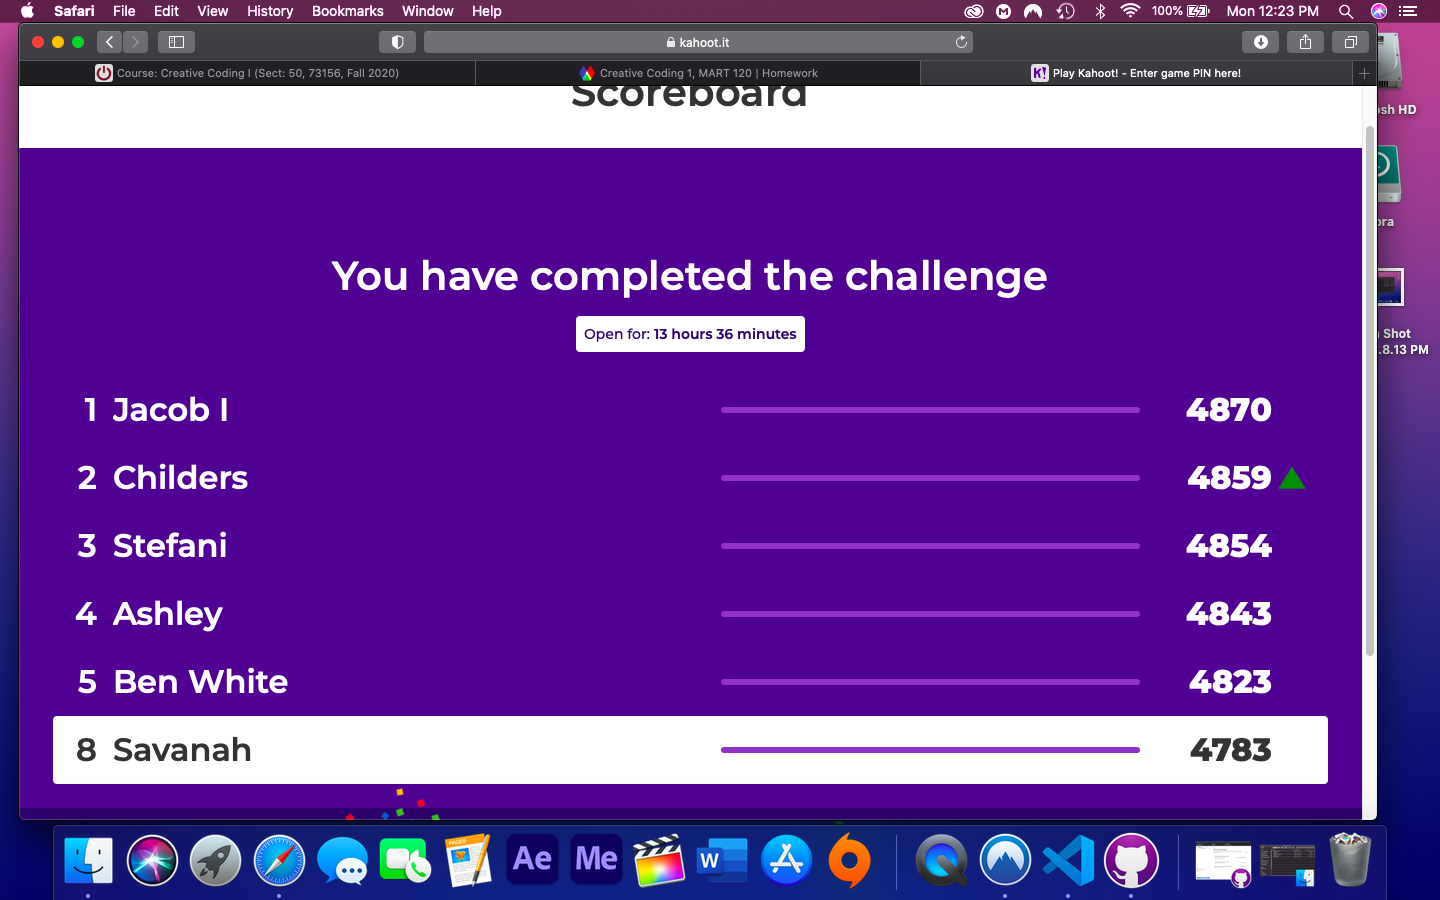 Safari File Edit View History Bookmarks Window Help 100% Mon 12:23 PM
kahoot.it
Course: Creative Coding I (Sect: 50, 73156, Fall 2020) Creative Coding 1, MART 120 | Homework K! Play Kahoot! - Enter game PIN here!
Scoreboard
You have completed the challenge
Open for: 13 hours 36 minutes
1 Jacob I 4870
2 Childers 4859
3 Stefani 4854
4 Ashley 4843
5 Ben White 4823
8 Savanah 4783
HD
Shot
.8.13 PM
PAGES
Ae Me W